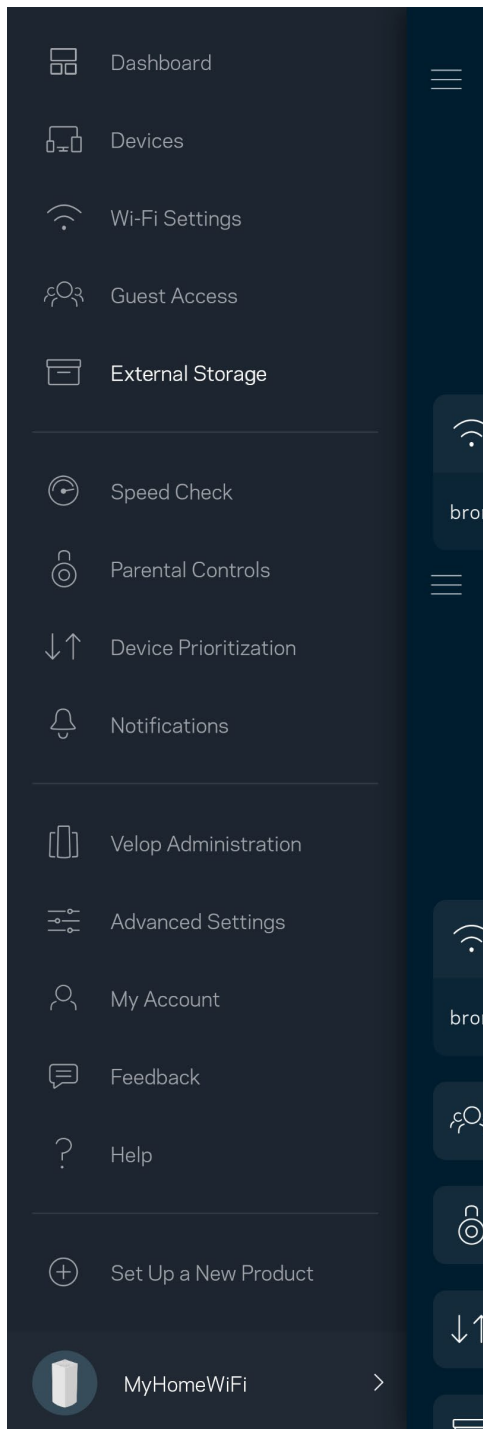 Dashboard
Devices
Wi-Fi Settings
Guest Access
External Storage
Speed Check
Parental Controls
Device Prioritization
Notifications
Velop Administration
Advanced Settings
My Account
Feedback
Help
Set Up a New Product
MyHomeWiFi